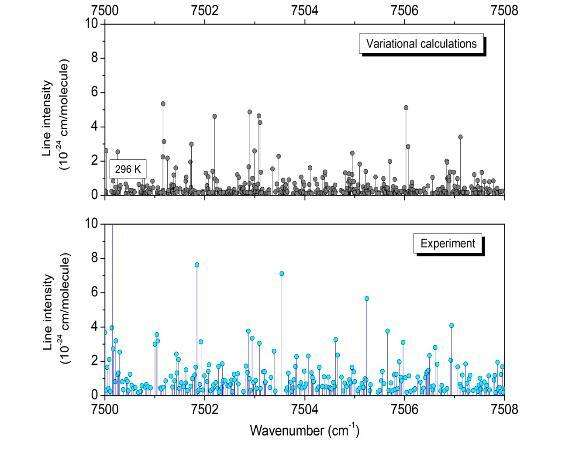 7500 7502 7504 7506 7508
10
Variational calculations
8
6
4
2
0
Line intensity
(10-24 cm/molecule)
296 K
10
Experiment
8
6
4
2
0
Line intensity
(10-24 cm/molecule)
7500 7502 7504 7506 7508
Wavenumber (cm-1)